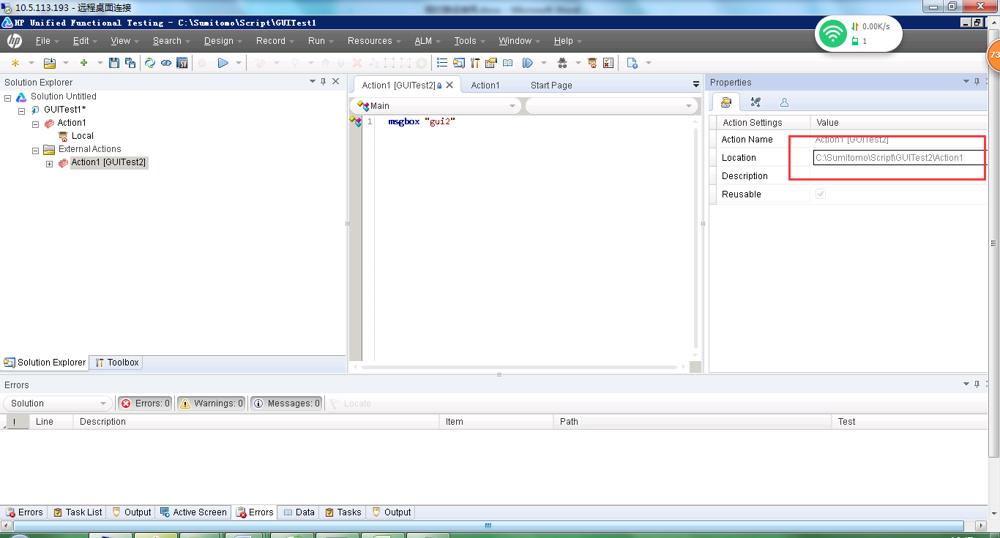 10.5.113.193 - 远程桌面连接
HP Unified Functional Testing - C:\Sumitomo\Script\GUITest1
0.00K/s
1
73
hp File Edit View Search Design Record Run Resources ALM Tools Window Help
SV
Solution Explorer
Solution Untitled
GUITest1*
Action1
Local
External Actions
Action1 [GUITest2]
Solution Explorer Toolbox
Action1 [GUITest2] Action1 Start Page
Main
1 msgbox "gui2"
Properties
Action Settings Value
Action Name Action1 [GUITest2]
Location C:\Sumitomo\Script\GUITest2\Action1
Description
Reusable
Errors
Solution Errors: 0 Warnings: 0 Messages: 0 Locate
! Line Description Item Path Test
Errors Task List Output Active Screen Errors Data Tasks Output